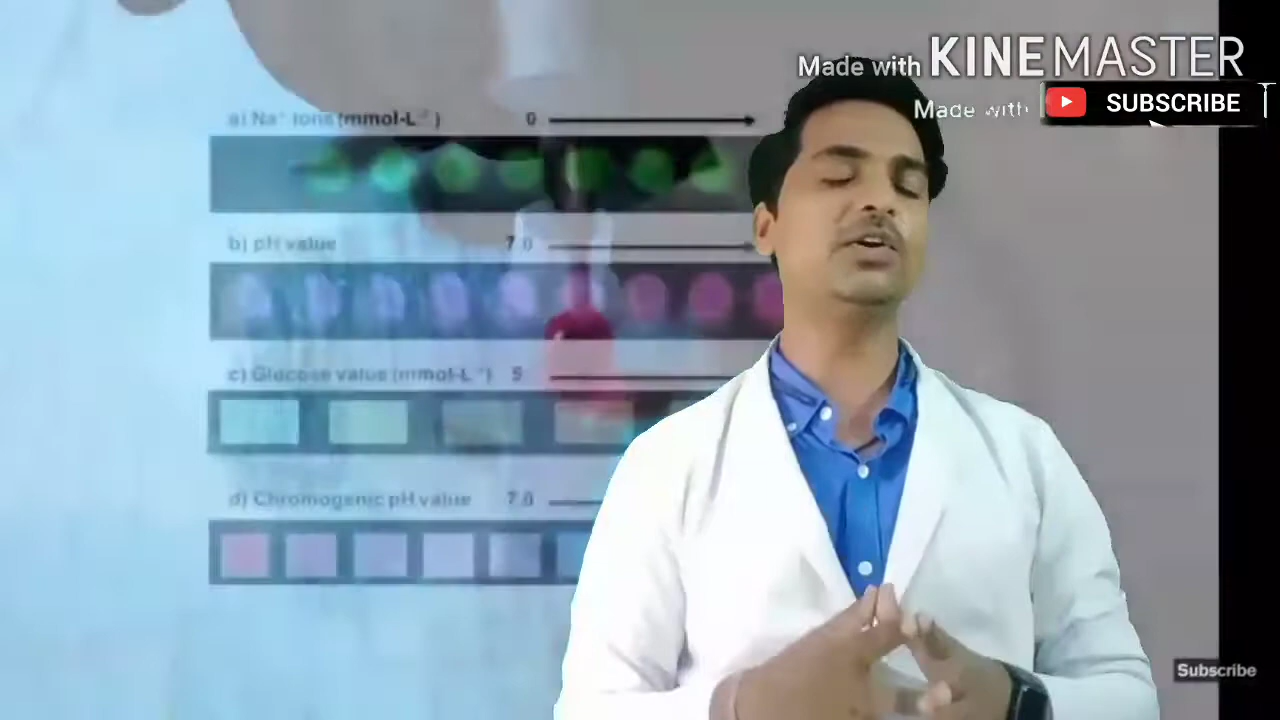 Made with KINEMASTER
Made with
SUBSCRIBE
a) Na⁺ ions (mmol-L⁻¹) 0
b) pH value 7.0
c) Glucose value (mmol-L⁻¹) 5
d) Chromogenic pH value 7.0
Subscribe